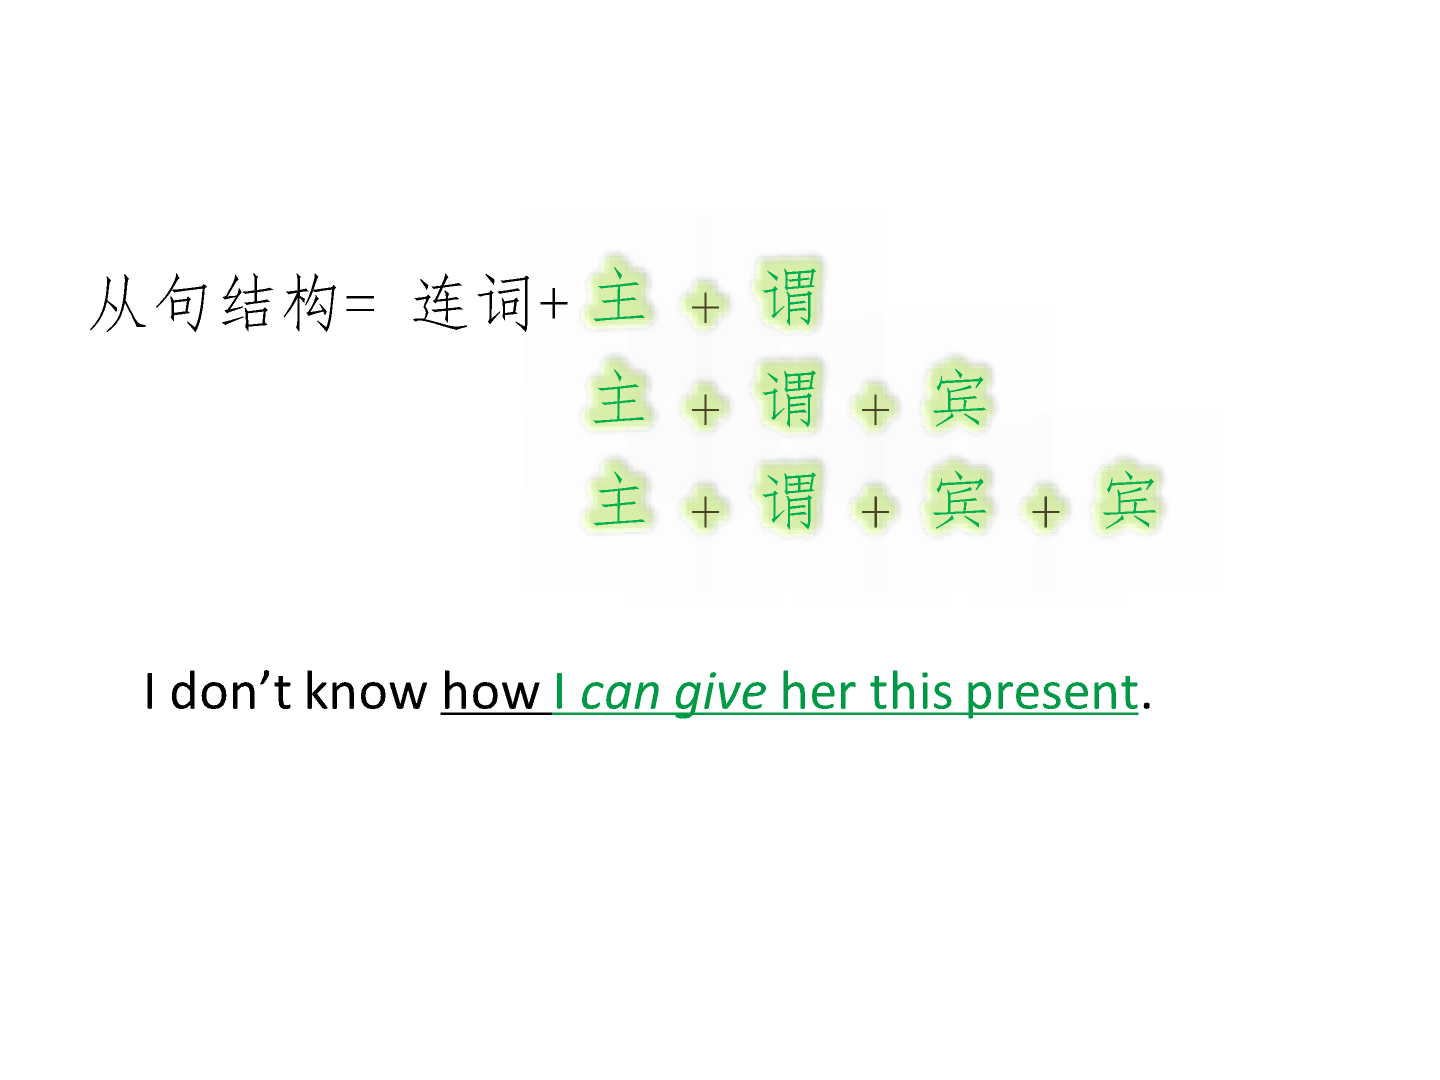 从句结构= 连词+主 + 谓
主 + 谓 + 宾
主 + 谓 + 宾 + 宾
I don’t know how I can give her this present.